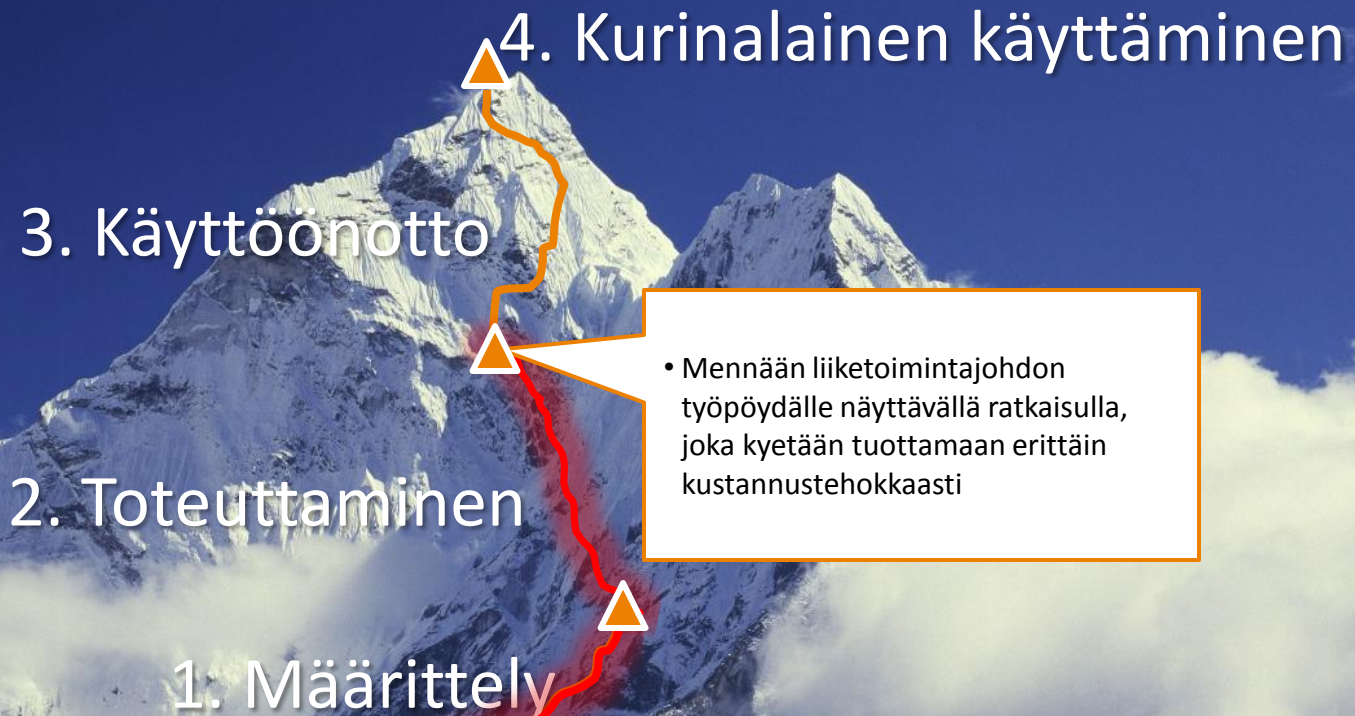 4. Kurinalainen käyttäminen
3. Käyttöönotto
• Mennään liiketoimintajohdon
työpöydälle näyttävällä ratkaisulla,
joka kyetään tuottamaan erittäin
kustannustehokkaasti
2. Toteuttaminen
1. Määrittely